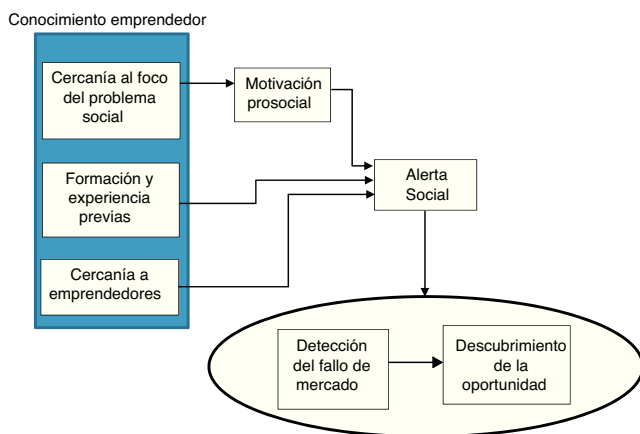 Conocimiento emprendedor
Cercanía al foco
del problema
social
Motivación
prosocial
Formación y
experiencia
previas
Alerta
Social
Cercanía a
emprendedores
Detección
del fallo de
mercado
Descubrimiento
de la
oportunidad